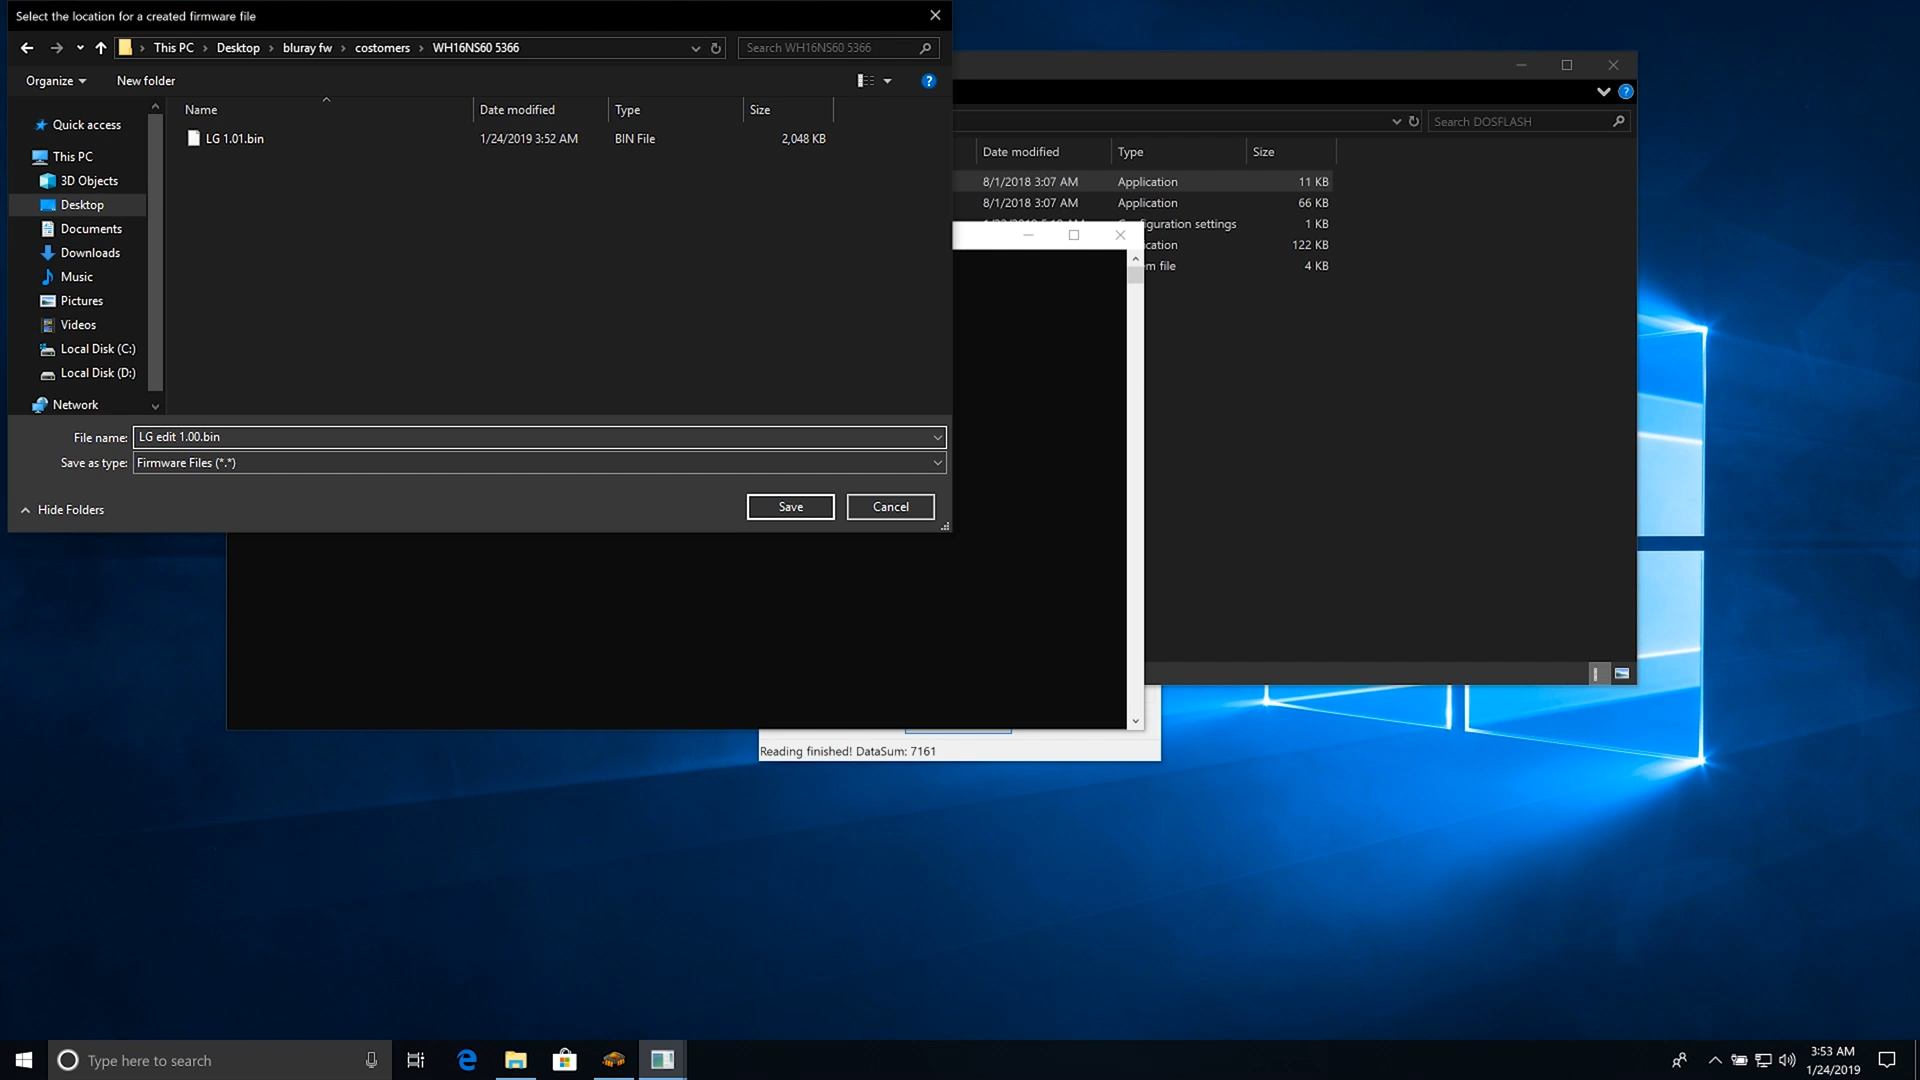 Select the location for a created firmware file
This PC
Desktop
bluray fw
costomers
WH16NS60 5366
Search WH16NS60 5366
Organize
New folder
Name
Date modified
Type
Size
LG 1.01.bin
1/24/2019 3:52 AM
BIN File
2,048 KB
Quick access
This PC
3D Objects
Desktop
Documents
Downloads
Music
Pictures
Videos
Local Disk (C:)
Local Disk (D:)
Network
File name:
LG edit 1.00.bin
Save as type:
Firmware Files (*.*)
Hide Folders
Save
Cancel
Search DOSFLASH
Date modified
Type
Size
8/1/2018 3:07 AM
Application
11 KB
8/1/2018 3:07 AM
Application
66 KB
iguration settings
1 KB
cation
122 KB
m file
4 KB
Reading finished! DataSum: 7161
Type here to search
3:53 AM
1/24/2019